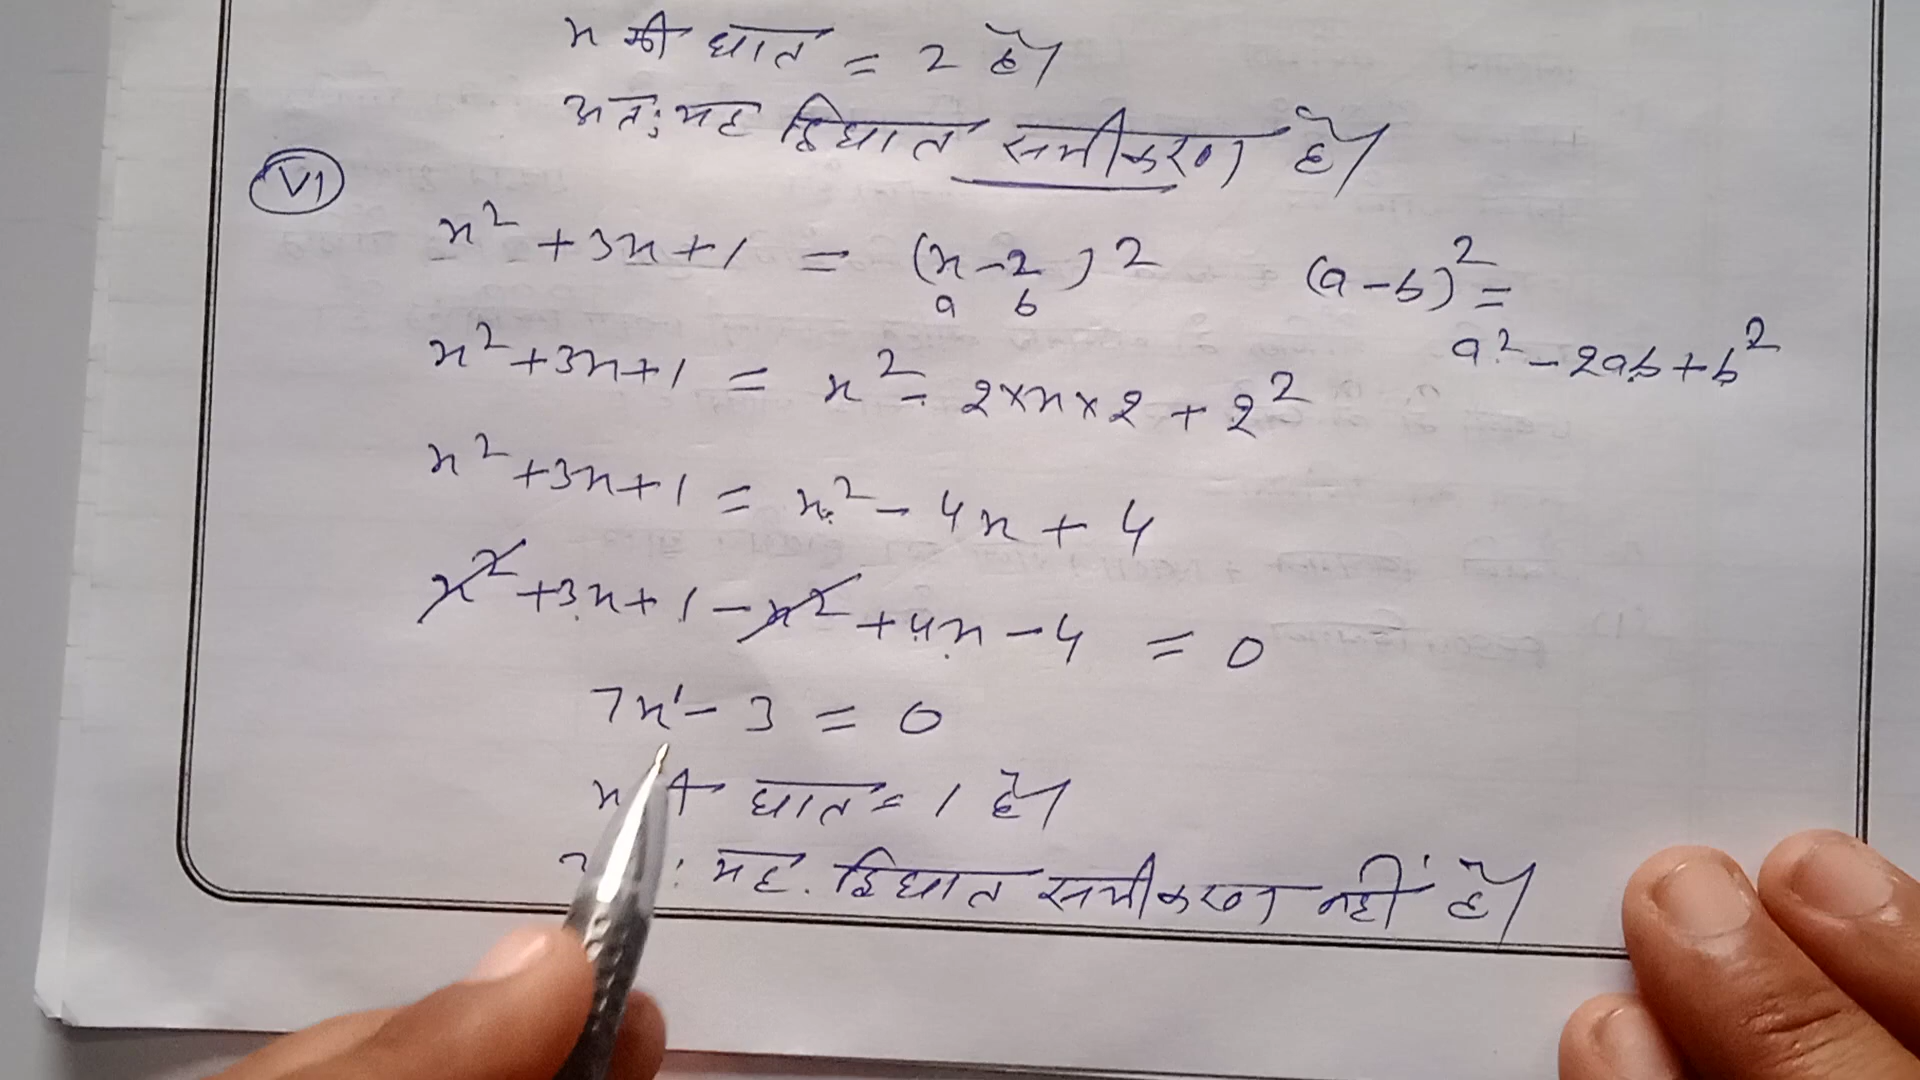 x की घात = 2 है।
अतः यह द्विघात समीकरण है।
VI
x² + 3x + 1 = (x - 2)² (a - b)² =
a b
a² - 2ab + b²
x² + 3x + 1 = x² - 2 × x × 2 + 2²
x² + 3x + 1 = x² - 4x + 4
x² + 3x + 1 - x² + 4x - 4 = 0
7x¹ - 3 = 0
x घात = 1 है।
: यह द्विघात समीकरण नहीं है।